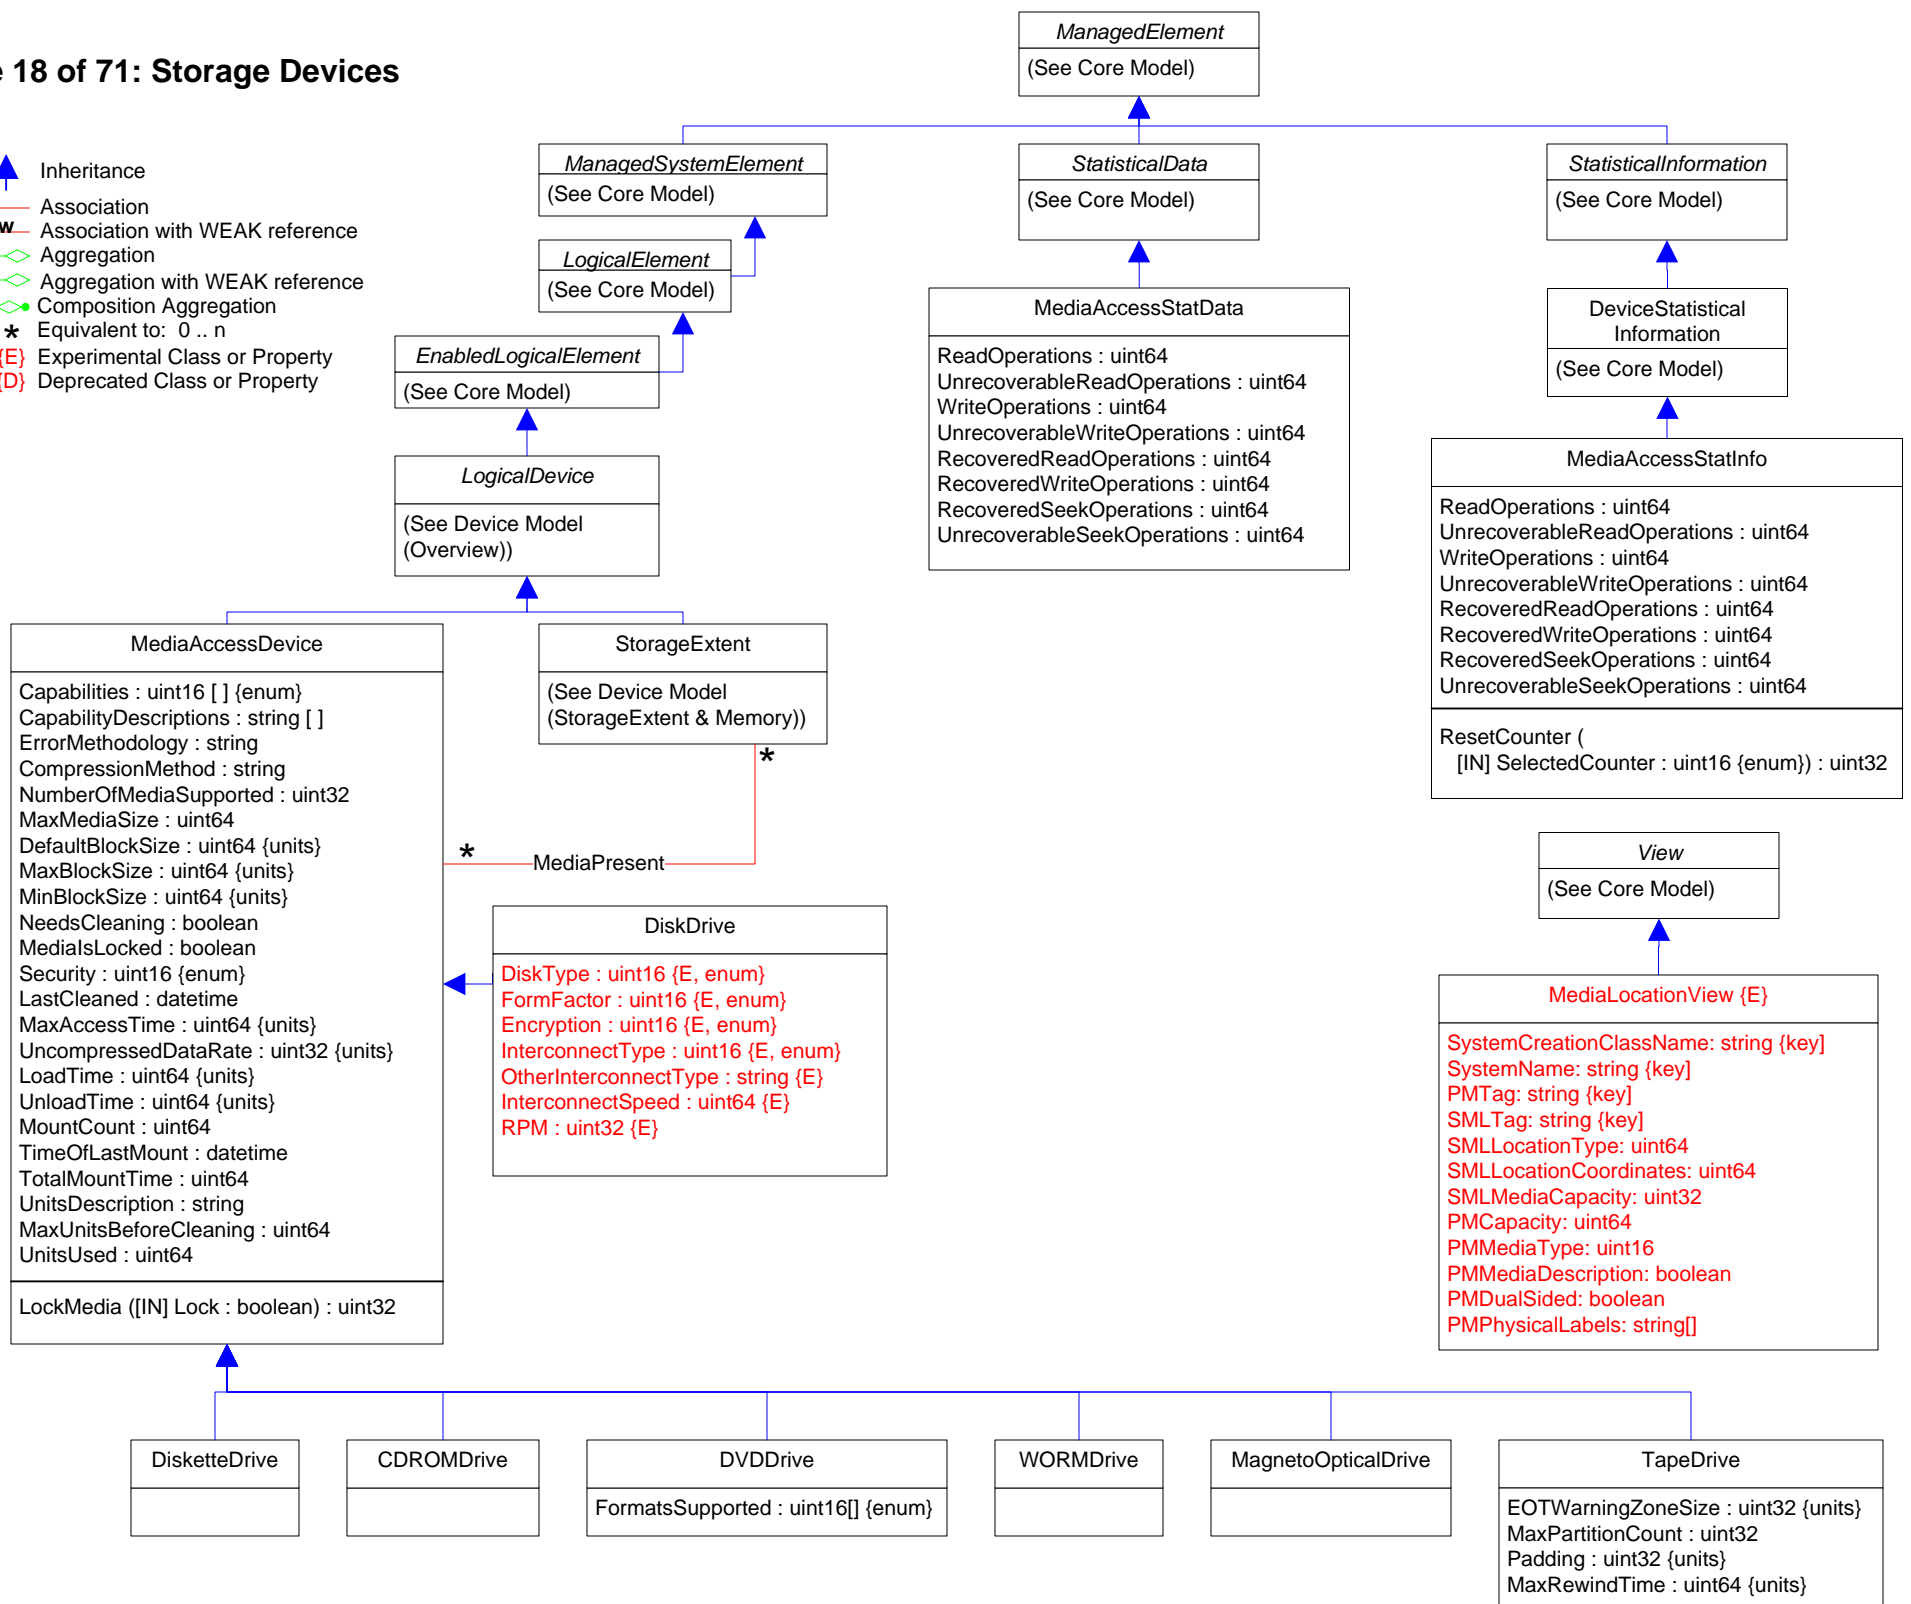 18 of 71: Storage Devices
Inheritance
Association
w Association with WEAK reference
Aggregation
Aggregation with WEAK reference
Composition Aggregation
* Equivalent to: 0 .. n
{E} Experimental Class or Property
{D} Deprecated Class or Property
ManagedElement
(See Core Model)
ManagedSystemElement
(See Core Model)
StatisticalData
(See Core Model)
StatisticalInformation
(See Core Model)
LogicalElement
(See Core Model)
EnabledLogicalElement
(See Core Model)
LogicalDevice
(See Device Model
(Overview))
MediaAccessStatData
ReadOperations : uint64
UnrecoverableReadOperations : uint64
WriteOperations : uint64
UnrecoverableWriteOperations : uint64
RecoveredReadOperations : uint64
RecoveredWriteOperations : uint64
RecoveredSeekOperations : uint64
UnrecoverableSeekOperations : uint64
DeviceStatistical
Information
(See Core Model)
MediaAccessStatInfo
ReadOperations : uint64
UnrecoverableReadOperations : uint64
WriteOperations : uint64
UnrecoverableWriteOperations : uint64
RecoveredReadOperations : uint64
RecoveredWriteOperations : uint64
RecoveredSeekOperations : uint64
UnrecoverableSeekOperations : uint64
ResetCounter (
[IN] SelectedCounter : uint16 {enum}) : uint32
MediaAccessDevice
Capabilities : uint16 [ ] {enum}
CapabilityDescriptions : string [ ]
ErrorMethodology : string
CompressionMethod : string
NumberOfMediaSupported : uint32
MaxMediaSize : uint64
DefaultBlockSize : uint64 {units}
MaxBlockSize : uint64 {units}
MinBlockSize : uint64 {units}
NeedsCleaning : boolean
MediaIsLocked : boolean
Security : uint16 {enum}
LastCleaned : datetime
MaxAccessTime : uint64 {units}
UncompressedDataRate : uint32 {units}
LoadTime : uint64 {units}
UnloadTime : uint64 {units}
MountCount : uint64
TimeOfLastMount : datetime
TotalMountTime : uint64
UnitsDescription : string
MaxUnitsBeforeCleaning : uint64
UnitsUsed : uint64
LockMedia ([IN] Lock : boolean) : uint32
StorageExtent
(See Device Model
(StorageExtent & Memory))
*
* MediaPresent
DiskDrive
DiskType : uint16 {E, enum}
FormFactor : uint16 {E, enum}
Encryption : uint16 {E, enum}
InterconnectType : uint16 {E, enum}
OtherInterconnectType : string {E}
InterconnectSpeed : uint64 {E}
RPM : uint32 {E}
View
(See Core Model)
MediaLocationView {E}
SystemCreationClassName: string {key]
SystemName: string {key]
PMTag: string {key]
SMLTag: string {key]
SMLLocationType: uint64
SMLLocationCoordinates: uint64
SMLMediaCapacity: uint32
PMCapacity: uint64
PMMediaType: uint16
PMMediaDescription: boolean
PMDualSided: boolean
PMPhysicalLabels: string[]
DisketteDrive
CDROMDrive
DVDDrive
FormatsSupported : uint16[] {enum}
WORMDrive
MagnetoOpticalDrive
TapeDrive
EOTWarningZoneSize : uint32 {units}
MaxPartitionCount : uint32
Padding : uint32 {units}
MaxRewindTime : uint64 {units}